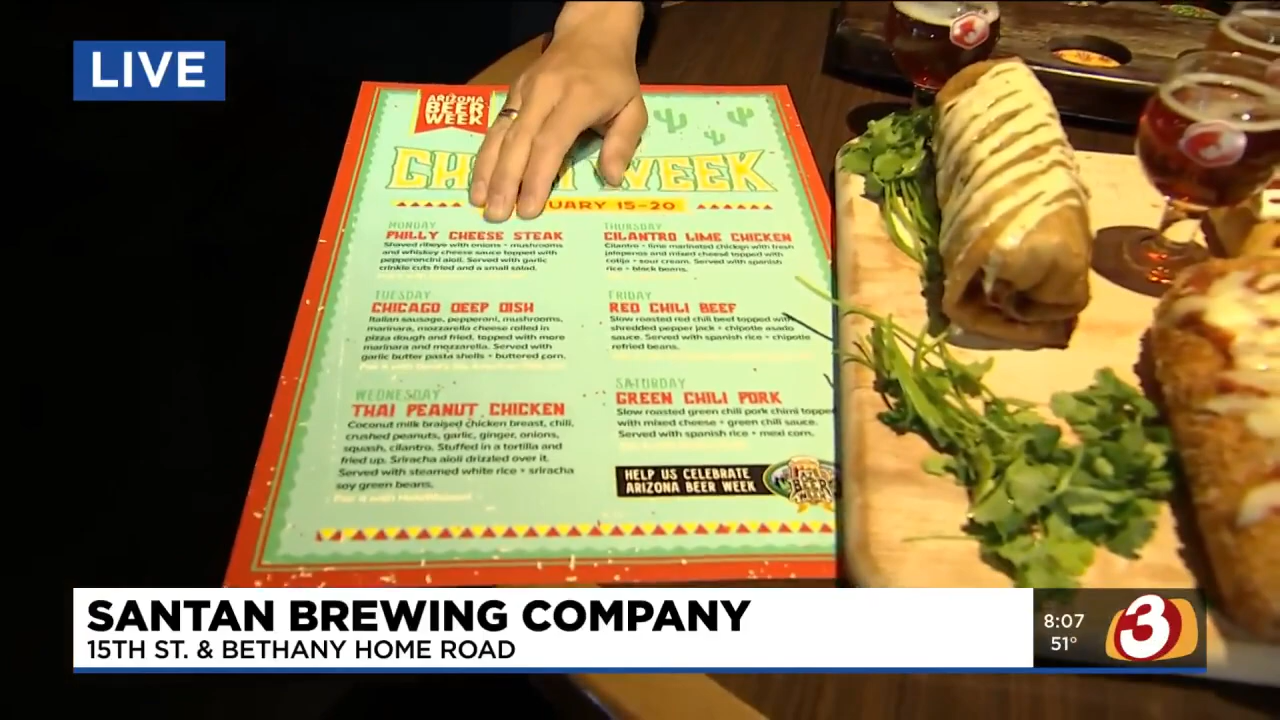 LIVE
ARIZONA
BEER
WEEK
WEEK
UARY 15-20
MONDAY
PHILLY CHEESE STEAK
Shaved ribeye with onions + mushrooms
and whiskey cheese sauce topped with
pepperoncini aioli. Served with garlic
crinkle cuts fried and a small salad.
TUESDAY
CHICAGO DEEP DISH
Italian sausage, pepperoni, mushrooms,
marinara, mozzarella cheese rolled in
pizza dough and fried, topped with more
marinara and mozzarella. Served with
garlic butter pasta shells + buttered corn.
WEDNESDAY
THAI PEANUT CHICKEN
Coconut milk braised chicken breast, chili,
crushed peanuts, garlic, ginger, onions,
squash, cilantro. Stuffed in a tortilla and
fried up. Sriracha aioli drizzled over it.
Served with steamed white rice + sriracha
soy green beans.
THURSDAY
CILANTRO LIME CHICKEN
Cilantro + lime marinated chicken with fresh
jalapenos and mixed cheese topped with
cotija + sour cream. Served with spanish
rice + black beans.
FRIDAY
RED CHILI BEEF
Slow roasted red chili beef topped with
shredded pepper jack + chipotle asado
sauce. Served with spanish rice + chipotle
refried beans.
SATURDAY
GREEN CHILI PORK
Slow roasted green chili pork chimi topped
with mixed cheese + green chili sauce.
Served with spanish rice + mexi corn.
HELP US CELEBRATE
ARIZONA BEER WEEK
BEER
SANTAN BREWING COMPANY
15TH ST. & BETHANY HOME ROAD
8:07
51°
3